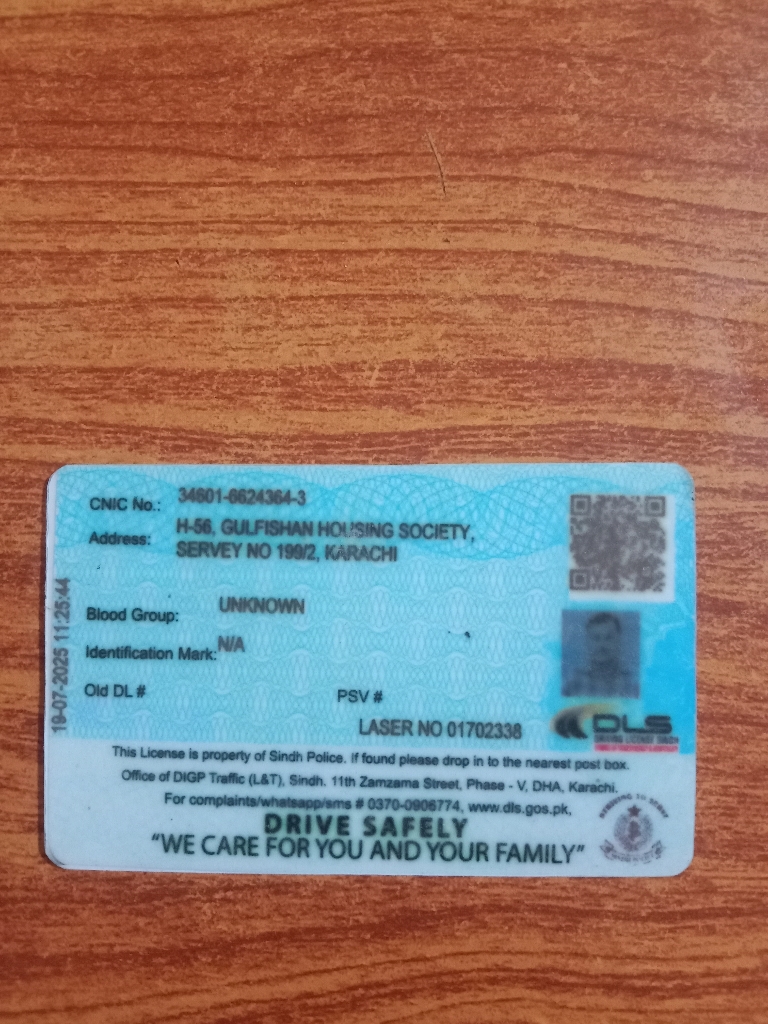 CNIC No.: 34601-6624364-3
Address: H-56, GULFISHAN HOUSING SOCIETY,
SERVEY NO 199/2, KARACHI
Blood Group: UNKNOWN
Identification Mark: N/A
Old DL # PSV #
LASER NO 01702338
19-07-2025 11:25:44
DLS
DRIVING LICENSE SINDH
This License is property of Sindh Police. If found please drop in to the nearest post box.
Office of DIGP Traffic (L&T), Sindh. 11th Zamzama Street, Phase - V, DHA, Karachi.
For complaints/whatsapp/sms # 0370-0906774, www.dls.gos.pk,
DRIVE SAFELY
“WE CARE FOR YOU AND YOUR FAMILY”